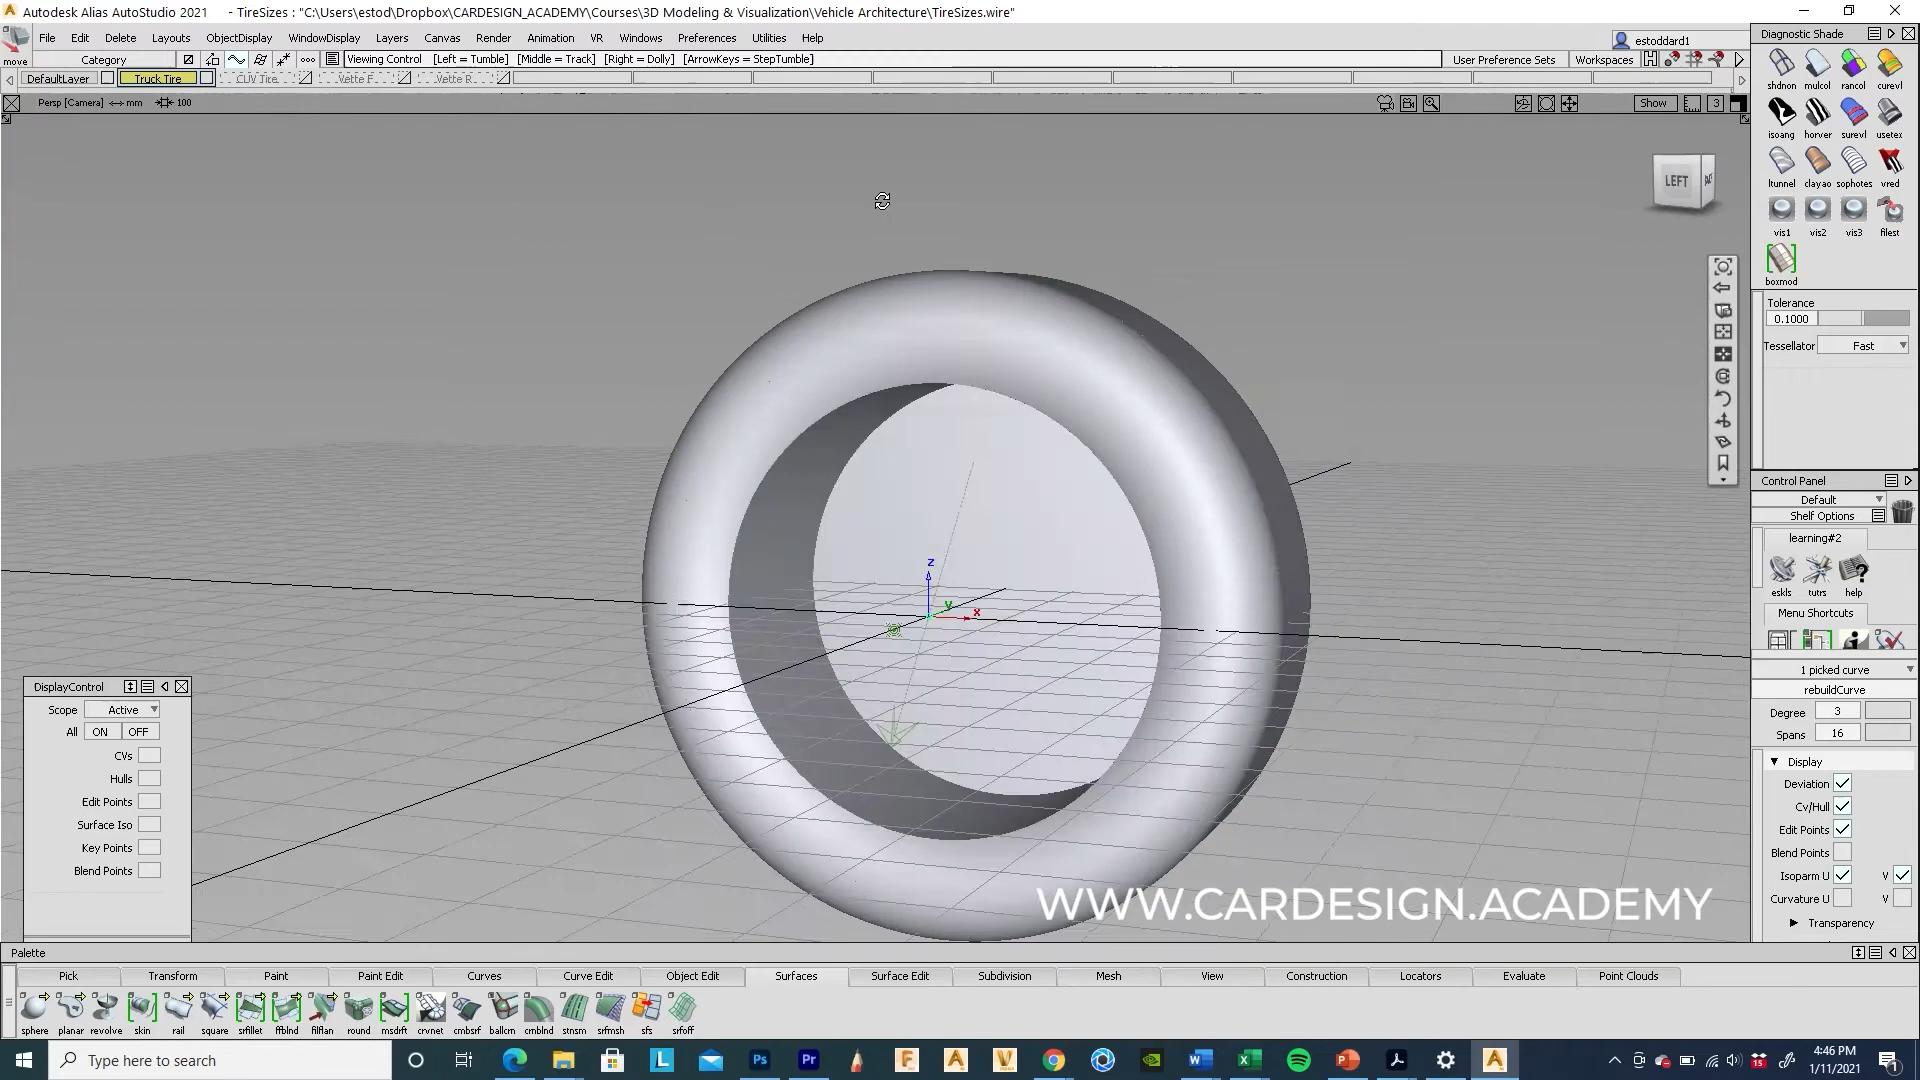 Autodesk Alias AutoStudio 2021 - TireSizes : "C:\Users\estod\Dropbox\CARDESIGN_ACADEMY\Courses\3D Modeling & Visualization\Vehicle Architecture\TireSizes.wire"
File Edit Delete Layouts ObjectDisplay WindowDisplay Layers Canvas Render Animation VR Windows Preferences Utilities Help
estoddard1
move
Category
Viewing Control [Left = Tumble] [Middle = Track] [Right = Dolly] [ArrowKeys = StepTumble]
User Preference Sets Workspaces
DefaultLayer Truck Tire CUV Tire Vette F Vette R
Persp [Camera] mm 100
Show 3
LEFT
z
y
x
DisplayControl
Scope Active
All ON OFF
CVs
Hulls
Edit Points
Surface Iso
Key Points
Blend Points
WWW.CARDESIGN.ACADEMY
Diagnostic Shade
shdnon mulcol rancol curevl
isoang horver surevl usetex
ltunnel clayao sophotes vred
vis1 vis2 vis3 filest
boxmod
Tolerance
0.1000
Tessellator Fast
Control Panel
Default
Shelf Options
learning#2
eskls tutrs help
Menu Shortcuts
1 picked curve
rebuildCurve
Degree 3
Spans 16
Display
Deviation
Cv/Hull
Edit Points
Blend Points
Isoparm U V
Curvature U V
Transparency
Palette
Pick Transform Paint Paint Edit Curves Curve Edit Object Edit Surfaces Surface Edit Subdivision Mesh View Construction Locators Evaluate Point Clouds
sphere planar revolve skin rail square srfillet ffblnd filflan round msdrft crvnet cmbsrf ballcrn crnblnd stnsm srfmsh sfs srfoff
Type here to search
4:46 PM
1/11/2021